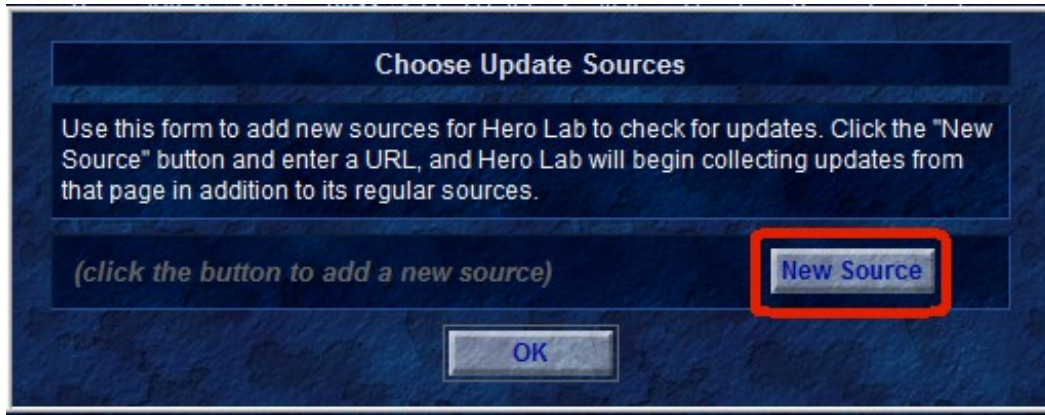 Choose Update Sources
Use this form to add new sources for Hero Lab to check for updates. Click the "New
Source" button and enter a URL, and Hero Lab will begin collecting updates from
that page in addition to its regular sources.
(click the button to add a new source)
New Source
OK